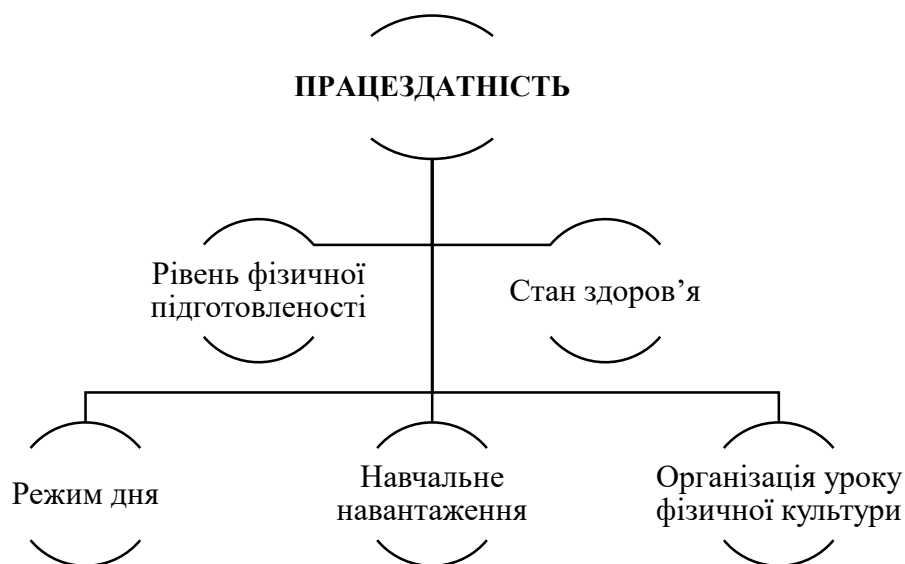 ПРАЦЕЗДАТНІСТЬ
Рівень фізичної
підготовленості
Стан здоров’я
Режим дня
Навчальне
навантаження
Організація уроку
фізичної культури